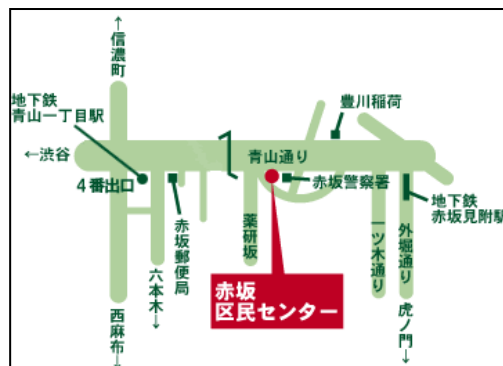 ↑信濃町
地下鉄
青山一丁目駅
豊川稲荷
←渋谷
青山通り
4番出口
赤坂警察署
地下鉄
赤坂見附駅
赤坂郵便局
薬研坂
一ツ木通り
外堀通り
六本木↓
赤坂
区民センター
西麻布↓
虎ノ門↓